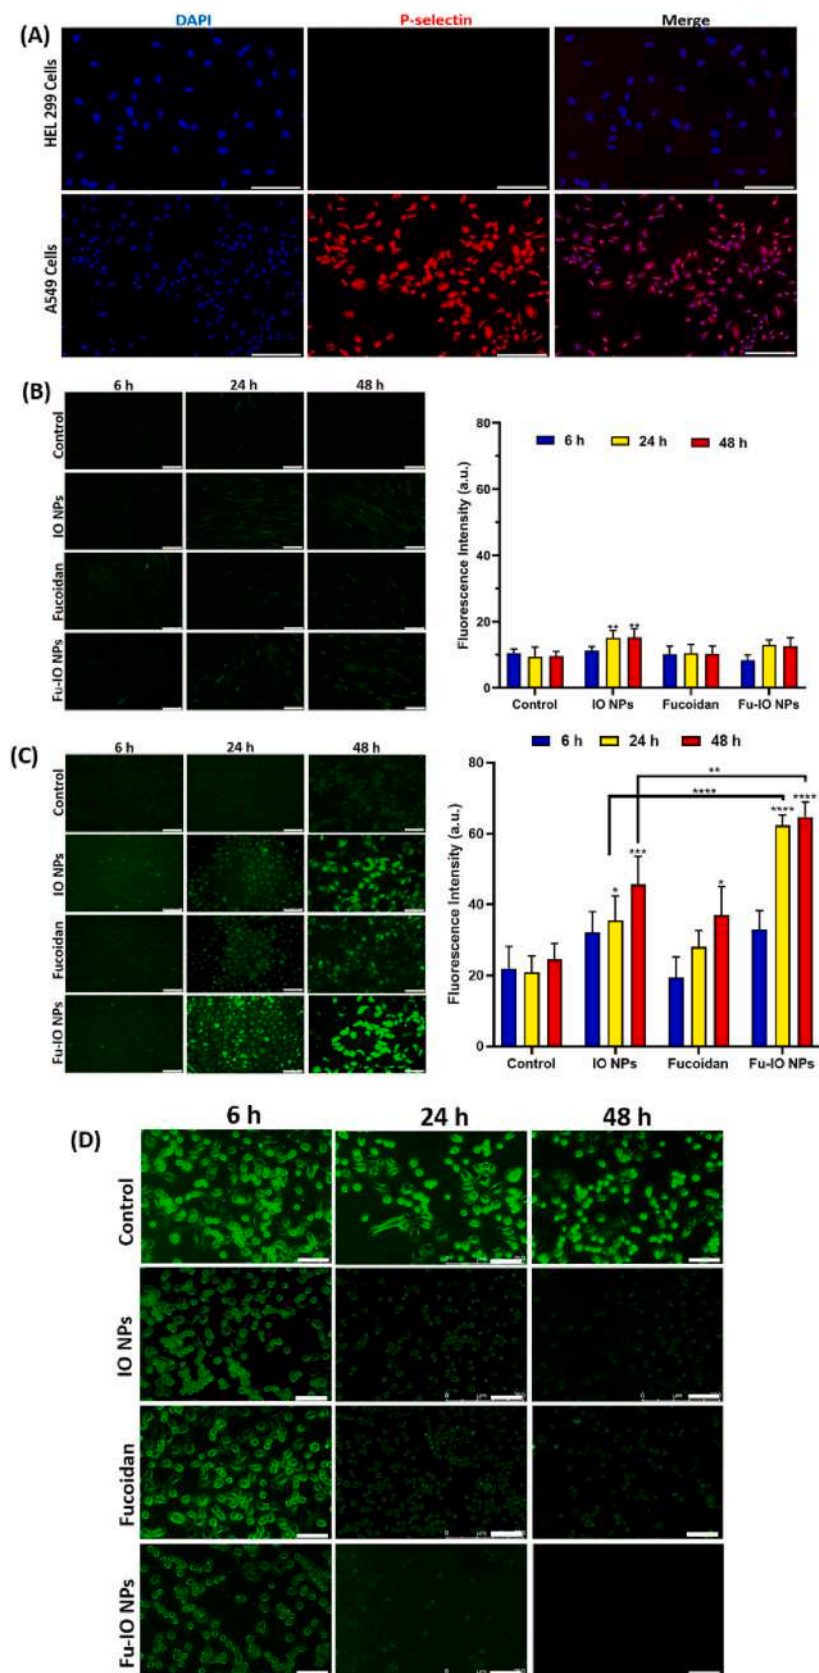 (A)
DAPI P-selectin Merge
HEL 299 Cells
A549 Cells
(B)
6 h 24 h 48 h
Control
IO NPs
Fucoidan
Fu-IO NPs
Fluorescence Intensity (a.u.)
80
60
40
20
0
6 h 24 h 48 h
** **
Control IO NPs Fucoidan Fu-IO NPs
(C)
6 h 24 h 48 h
Control
IO NPs
Fucoidan
Fu-IO NPs
6 h 24 h 48 h
Fluorescence Intensity (a.u.)
80
60
40
20
0
**
****
**** ****
* *** *
Control IO NPs Fucoidan Fu-IO NPs
(D)
6 h 24 h 48 h
Control
IO NPs
Fucoidan
Fu-IO NPs